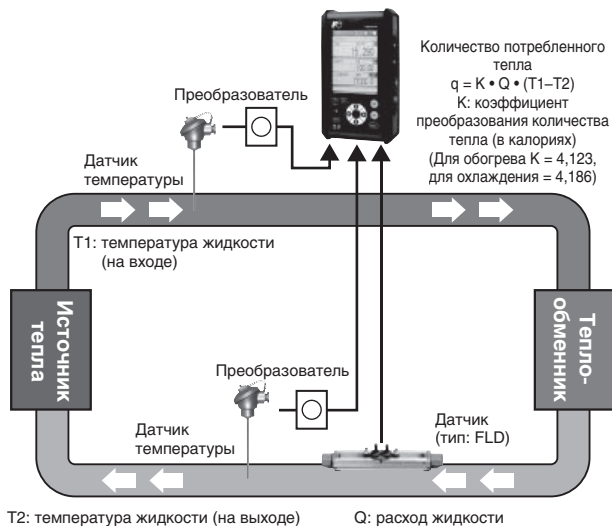 Количество потребленного
тепла
q = K • Q • (T1–T2)
K: коэффициент
преобразования количества
тепла (в калориях)
(Для обогрева K = 4,123,
для охлаждения = 4,186)
Преобразователь
Датчик
температуры
T1: температура жидкости
(на входе)
Источник
тепла
Тепло-
обменник
Преобразователь
Датчик
температуры
Датчик
(тип: FLD)
T2: температура жидкости (на выходе)
Q: расход жидкости